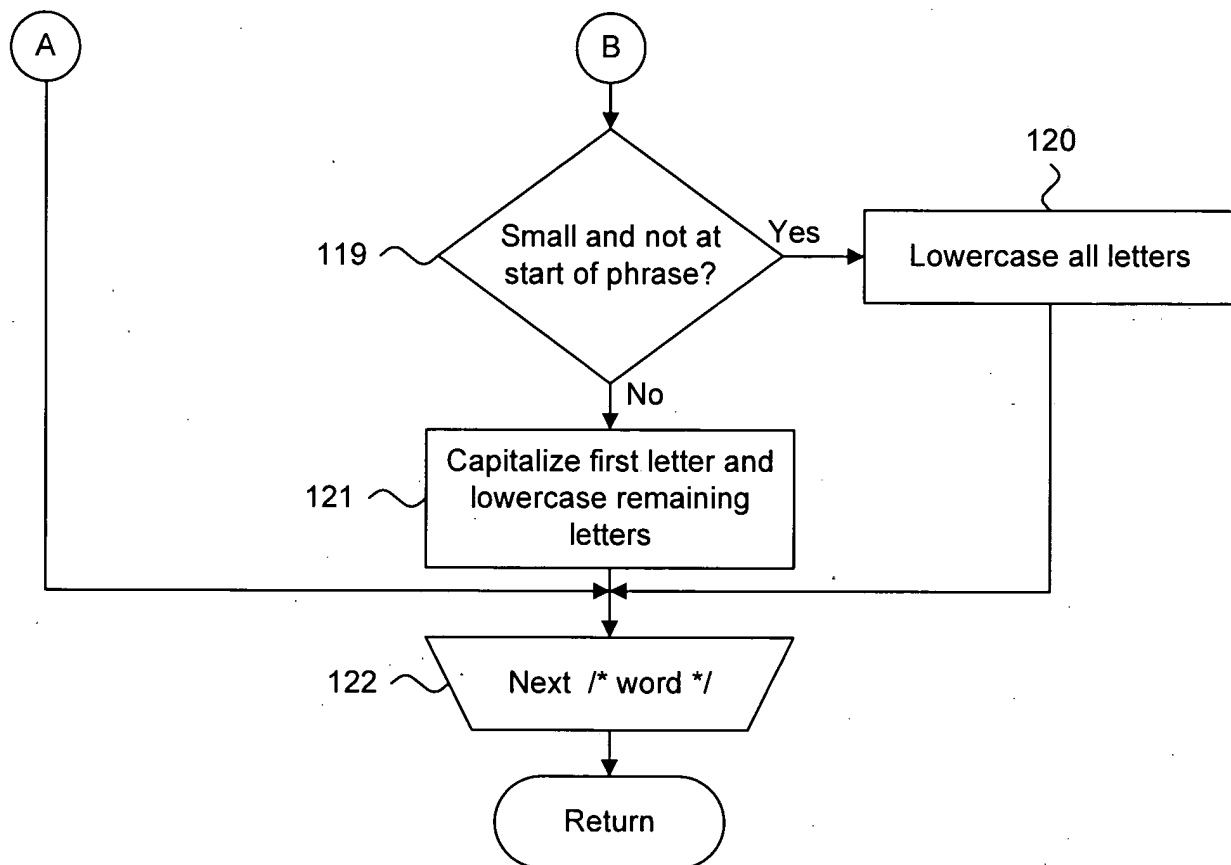 A
B
120
119
Small and not at
start of phrase?
Yes
Lowercase all letters
No
121
Capitalize first letter and
lowercase remaining
letters
122
Next /* word */
Return